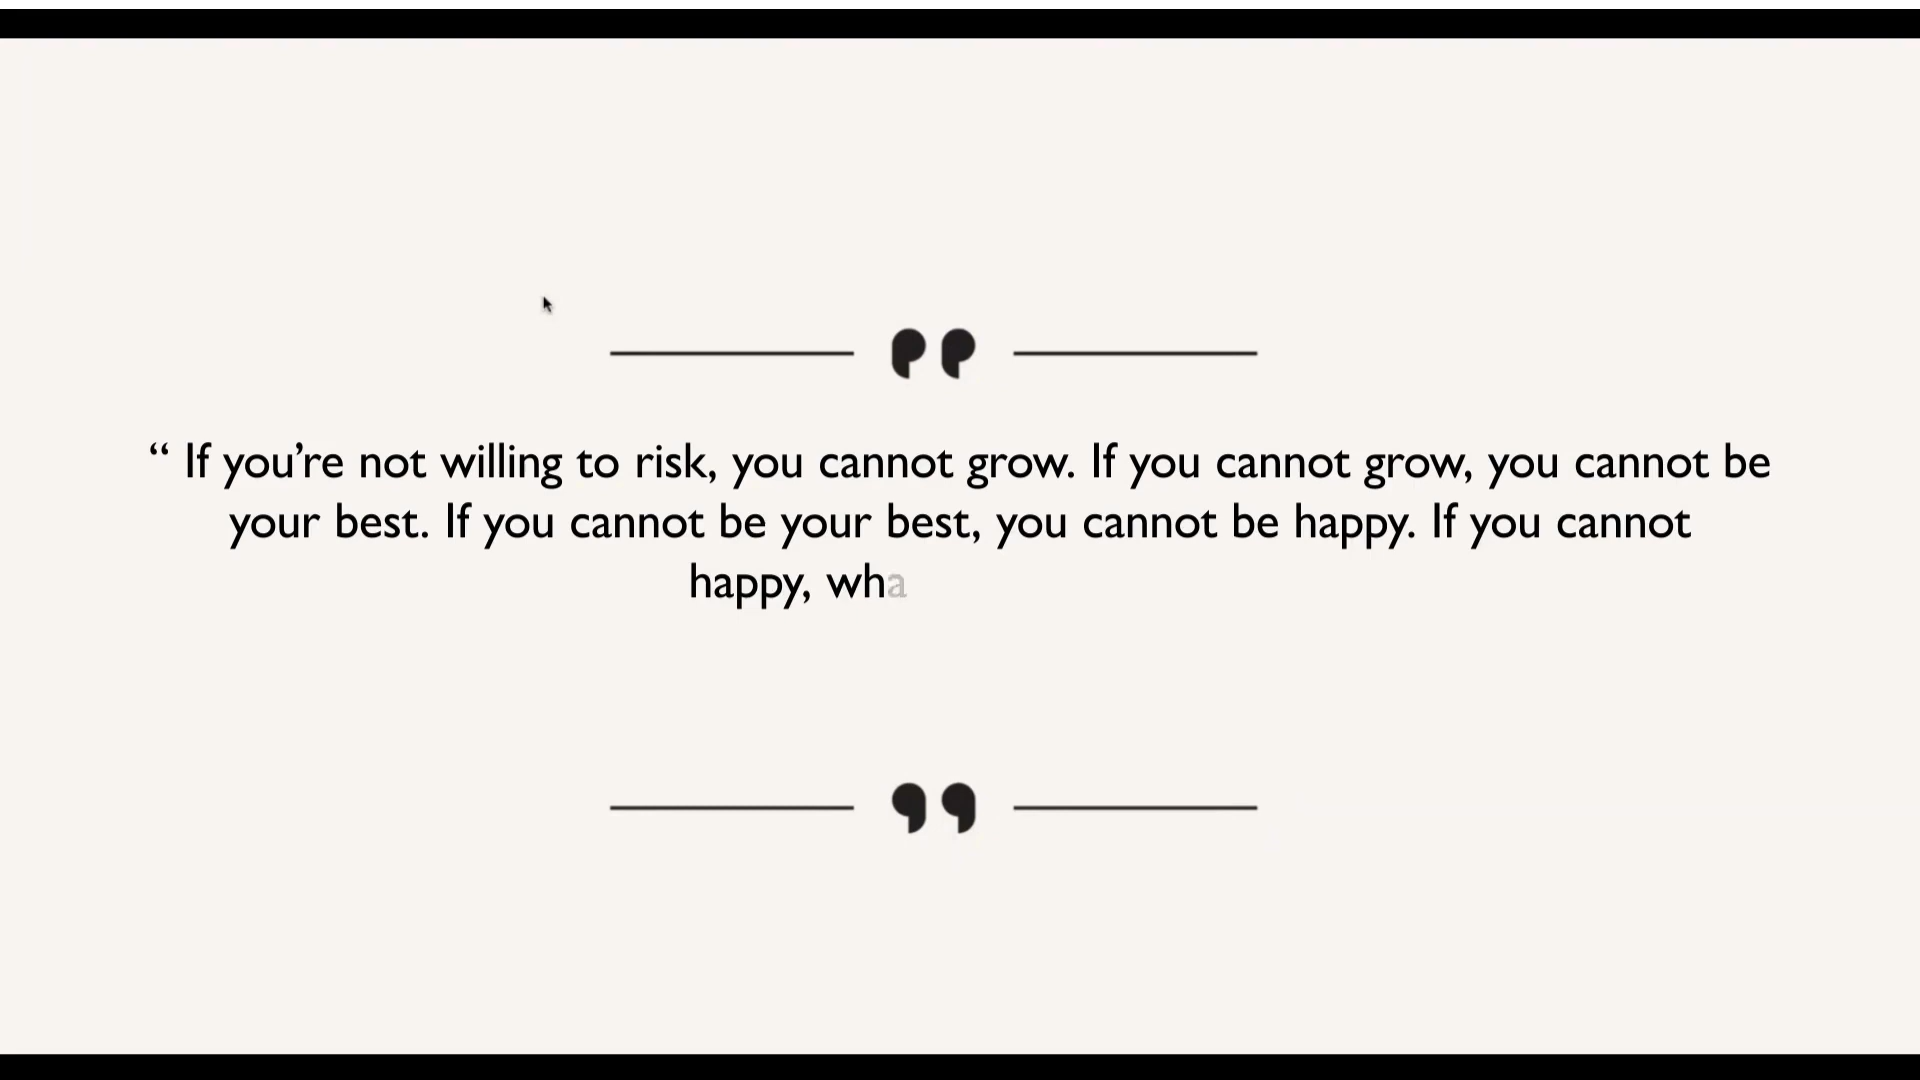 “ If you’re not willing to risk, you cannot grow. If you cannot grow, you cannot be
your best. If you cannot be your best, you cannot be happy. If you cannot
happy, wha